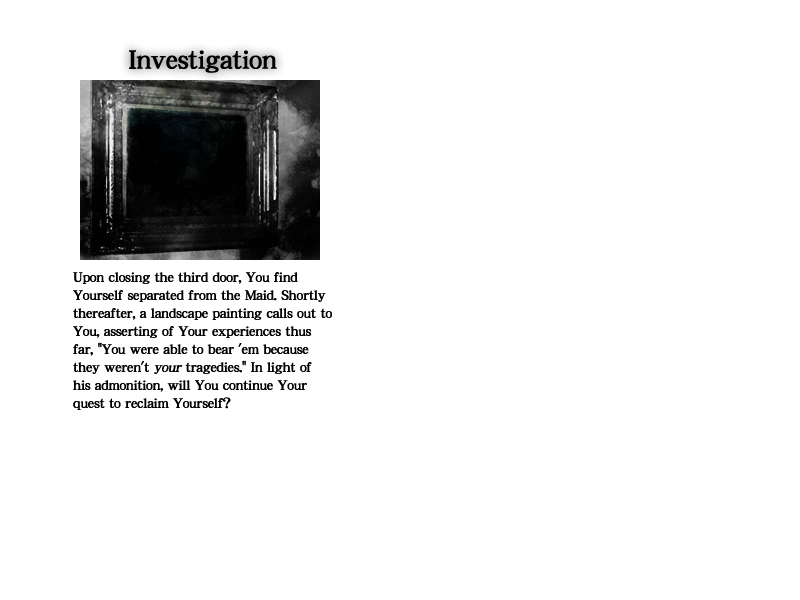 Investigation
Upon closing the third door, You find
Yourself separated from the Maid. Shortly
thereafter, a landscape painting calls out to
You, asserting of Your experiences thus
far, "You were able to bear 'em because
they weren't your tragedies." In light of
his admonition, will You continue Your
quest to reclaim Yourself?